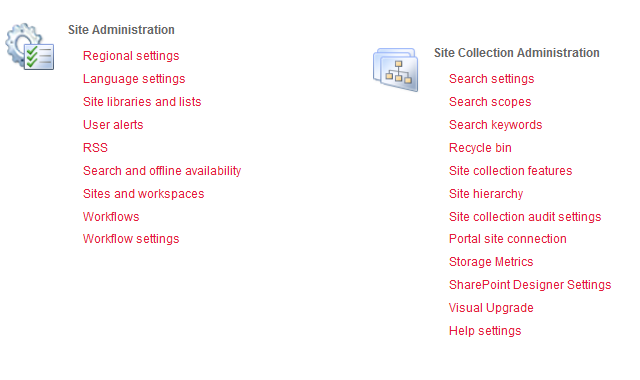 Site Administration
Regional settings
Language settings
Site libraries and lists
User alerts
RSS
Search and offline availability
Sites and workspaces
Workflows
Workflow settings
Site Collection Administration
Search settings
Search scopes
Search keywords
Recycle bin
Site collection features
Site hierarchy
Site collection audit settings
Portal site connection
Storage Metrics
SharePoint Designer Settings
Visual Upgrade
Help settings